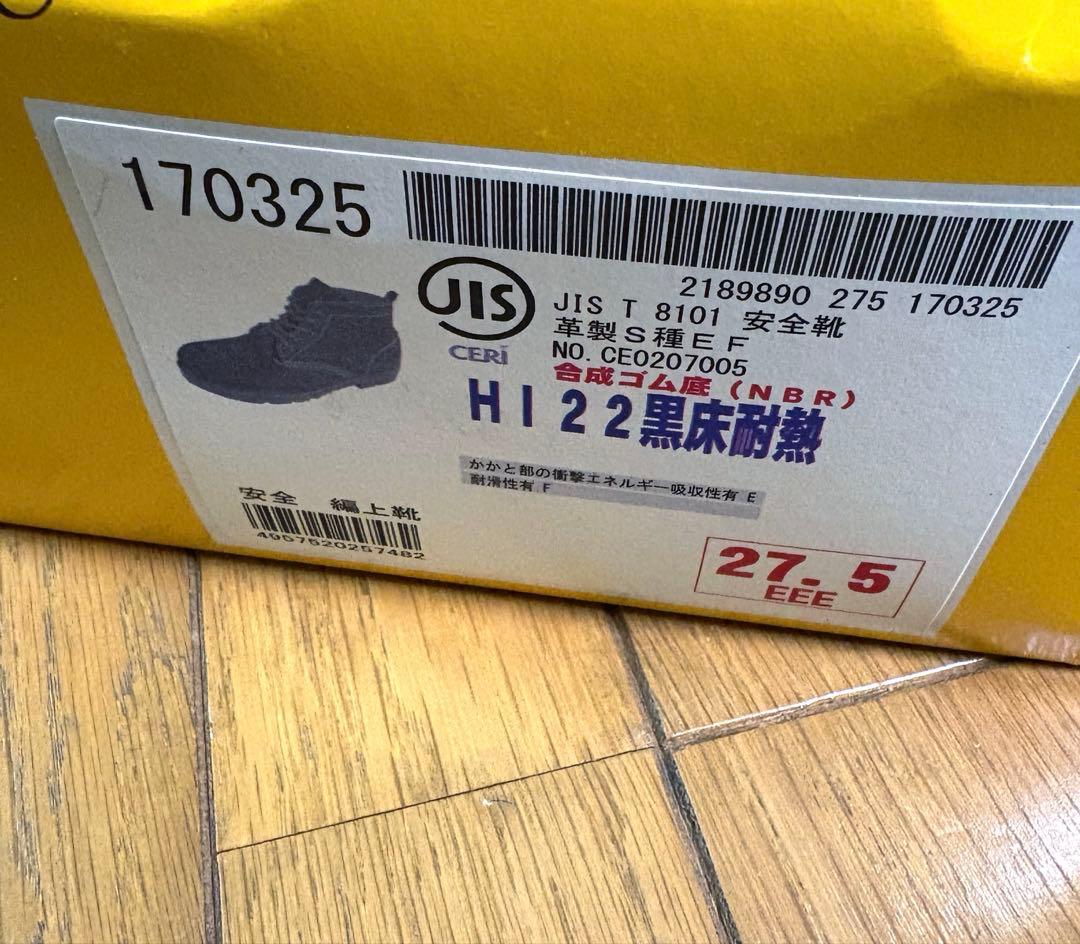 170325
2189890 275 170325
JIS
CERI
JIS T 8101 安全靴
革製S種EF
NO. CE0207005
合成ゴム底(NBR)
HI22黒床耐熱
かかと部の衝撃エネルギー吸収性有 E
耐滑性有 F
安全 編上靴
4957520257482
27.5
EEE